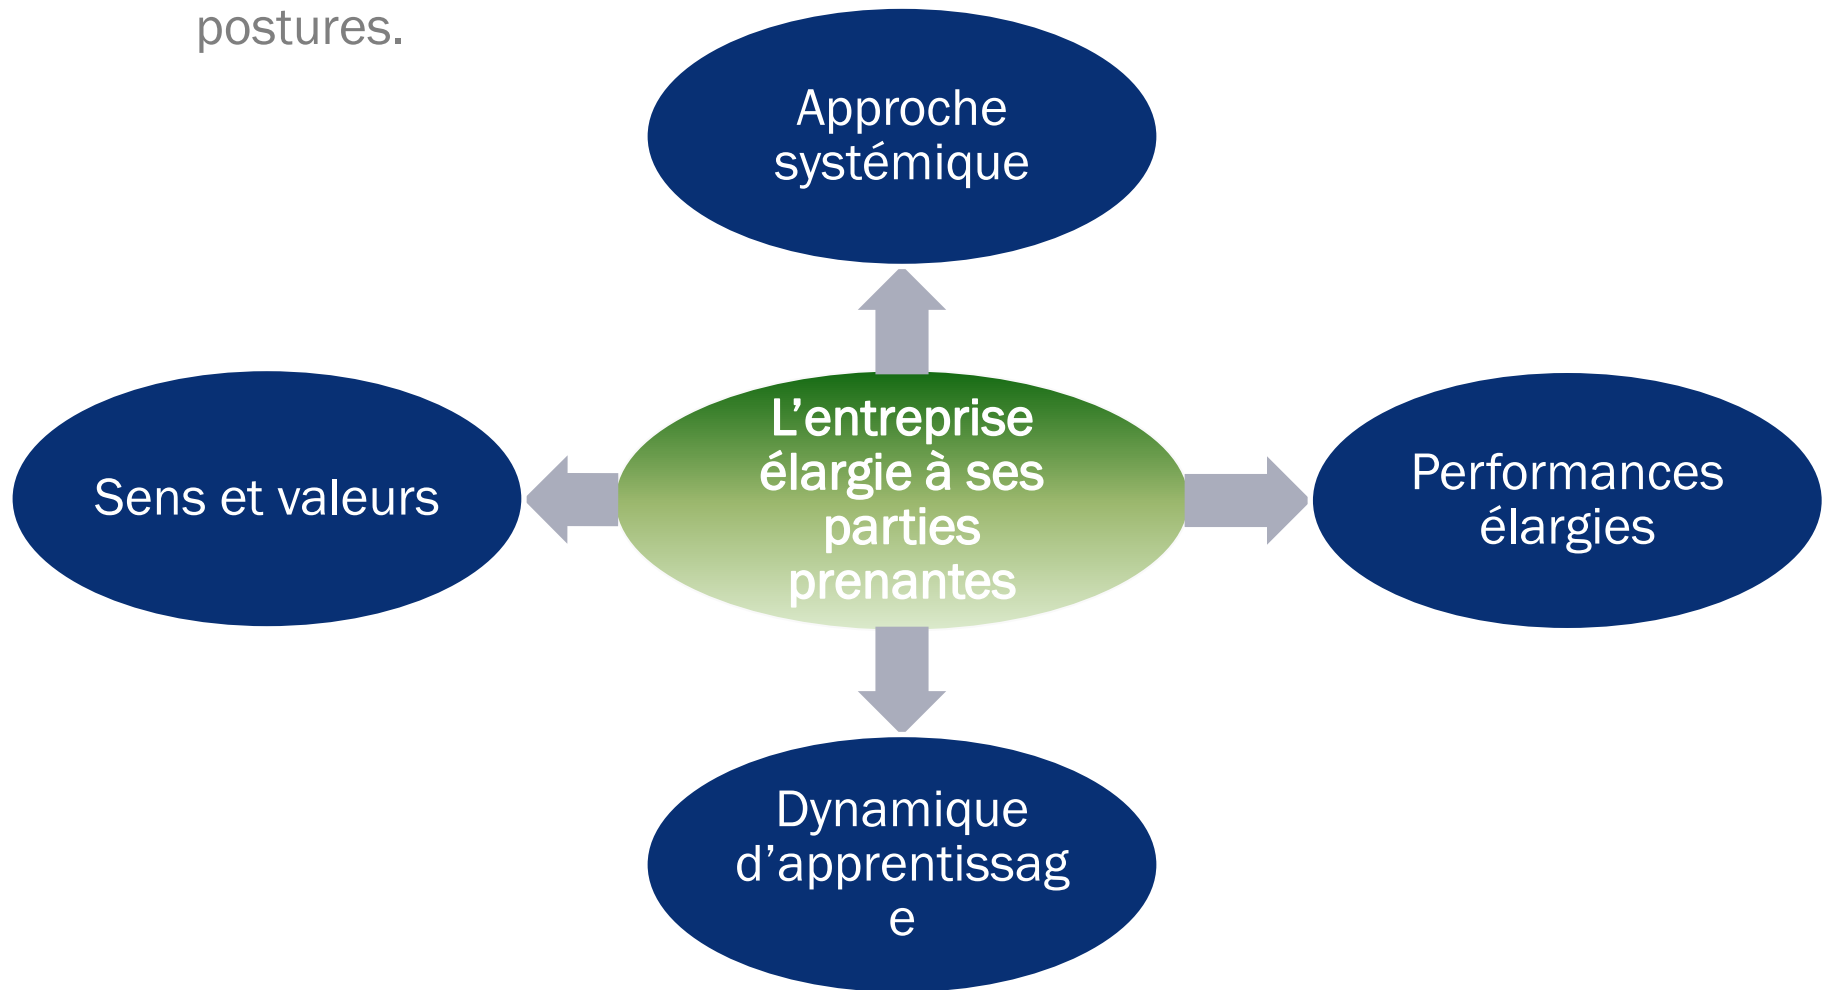 postures.
Approche
systémique
L’entreprise
élargie à ses
parties
prenantes
Sens et valeurs
Performances
élargies
Dynamique
d’apprentissag
e